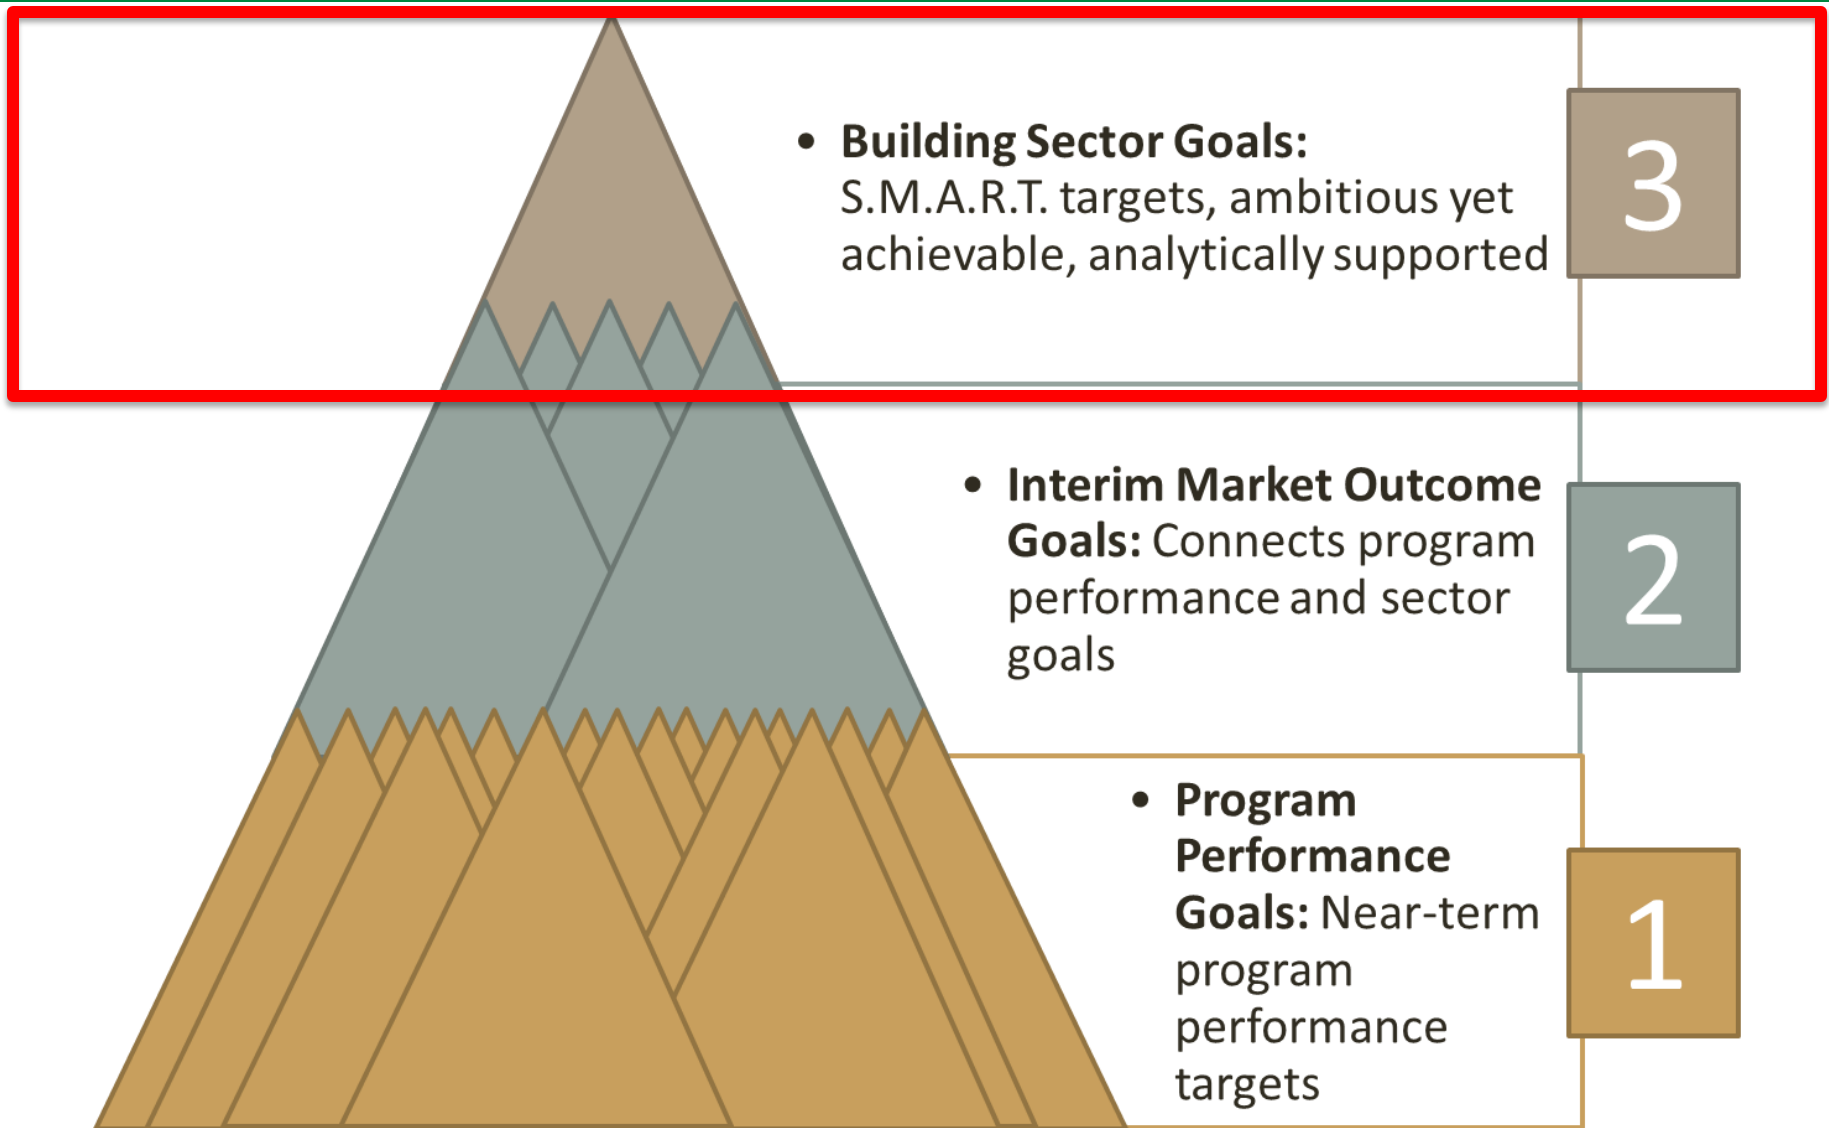 • Building Sector Goals:
S.M.A.R.T. targets, ambitious yet
achievable, analytically supported
3
• Interim Market Outcome
Goals: Connects program
performance and sector
goals
2
• Program
Performance
Goals: Near-term
program
performance
targets
1